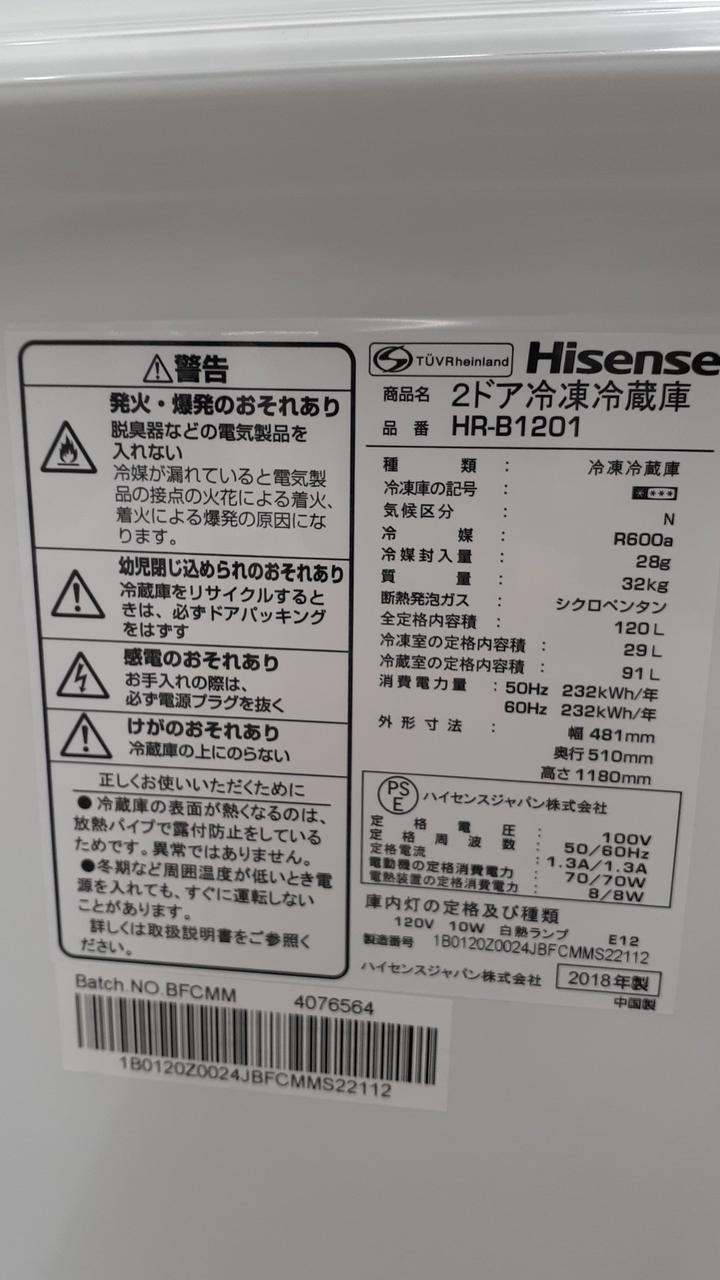 警告
発火・爆発のおそれあり
脱臭器などの電気製品を
入れない
冷媒が漏れていると電気製
品の接点の火花による着火、
着火による爆発の原因にな
ります。
幼児閉じ込められのおそれあり
冷蔵庫をリサイクルすると
きは、必ずドアパッキング
をはずす
感電のおそれあり
お手入れの際は、
必ず電源プラグを抜く
けがのおそれあり
冷蔵庫の上にのらない
正しくお使いいただくために
●冷蔵庫の表面が熱くなるのは、
放熱パイプで露付防止をしている
ためです。異常ではありません。
●冬期など周囲温度が低いとき電
源を入れても、すぐに運転しない
ことがあります。
詳しくは取扱説明書をご参照く
ださい。
TÜVRheinland Hisense
商品名 2ドア冷凍冷蔵庫
品番 HR-B1201
種類 : 冷凍冷蔵庫
冷凍庫の記号 : ****
気候区分 : N
冷媒 : R600a
冷媒封入量 : 28g
質量 : 32kg
断熱発泡ガス : シクロペンタン
全定格内容積 : 120L
冷凍室の定格内容積 : 29L
冷蔵室の定格内容積 : 91L
消費電力量 : 50Hz 232kWh/年
60Hz 232kWh/年
外形寸法 : 幅 481mm
奥行 510mm
高さ 1180mm
PSE ハイセンスジャパン株式会社
定格電圧 : 100V
定格周波数 : 50/60Hz
定格電流 : 1.3A/1.3A
電動機の定格消費電力 : 70/70W
電熱装置の定格消費電力 : 8/8W
庫内灯の定格及び種類
120V 10W 白熱ランプ E12
製造番号 1B0120Z0024JBFCMMS22112
ハイセンスジャパン株式会社 2018年製
中国製
Batch.NO.BFCMM 4076564
1B0120Z0024JBFCMMS22112